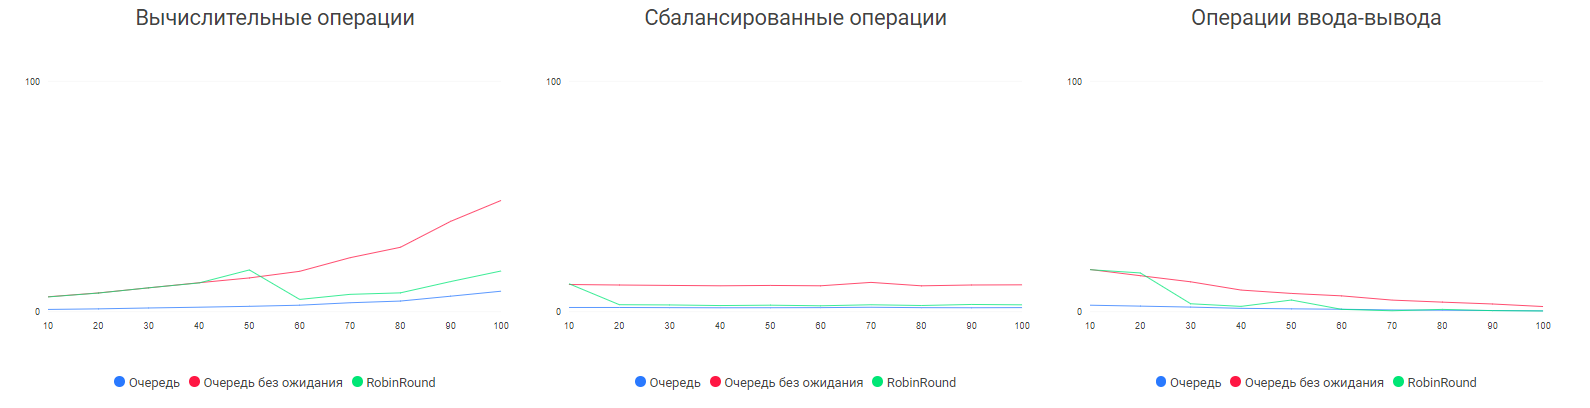 Вычислительные операции
100
0
10 20 30 40 50 60 70 80 90 100
Очередь Очередь без ожидания RobinRound
Сбалансированные операции
100
0
10 20 30 40 50 60 70 80 90 100
Очередь Очередь без ожидания RobinRound
Операции ввода-вывода
100
0
10 20 30 40 50 60 70 80 90 100
Очередь Очередь без ожидания RobinRound